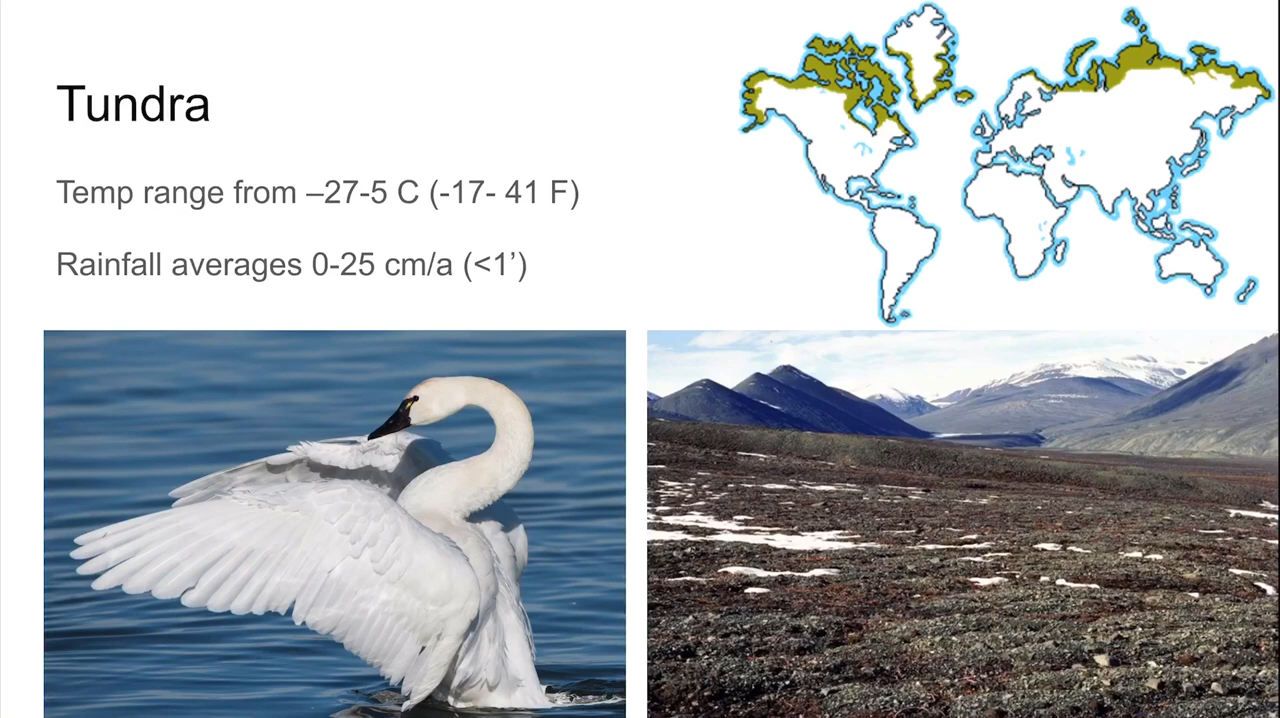 Tundra
Temp range from –27-5 C (-17- 41 F)
Rainfall averages 0-25 cm/a (<1’)